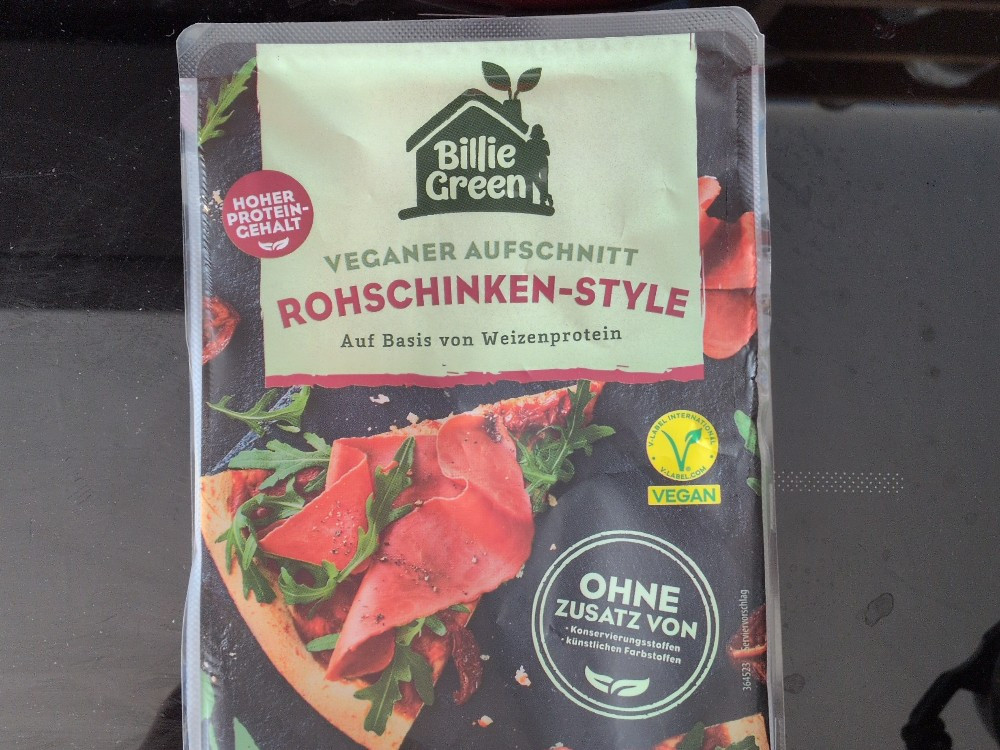 Billie
Green
HOHER
PROTEIN-
GEHALT
VEGANER AUFSCHNITT
ROHSCHINKEN-STYLE
Auf Basis von Weizenprotein
V-LABEL INTERNATIONAL
V-LABEL.COM
VEGAN
OHNE
ZUSATZ VON
- Konservierungsstoffen
- künstlichen Farbstoffen
364523 Serviervorschlag